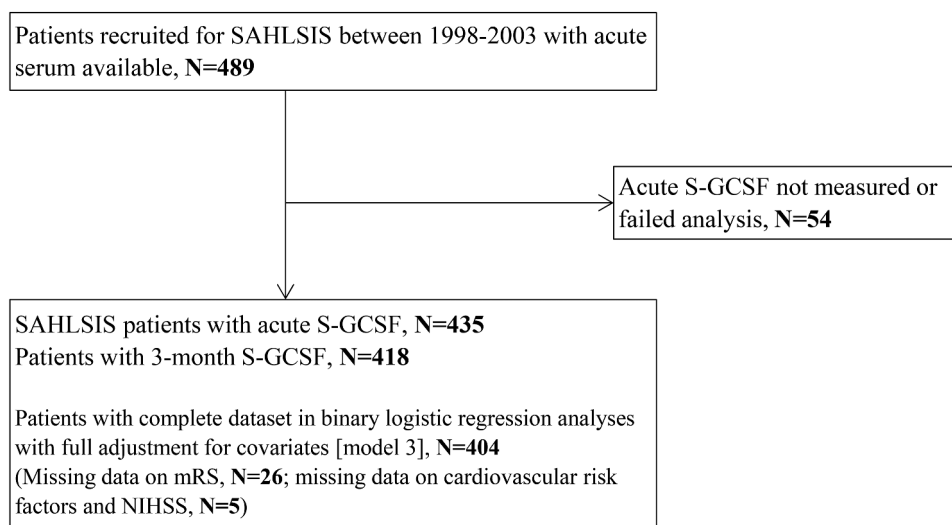 Patients recruited for SAHLSIS between 1998-2003 with acute
serum available, N=489
Acute S-GCSF not measured or
failed analysis, N=54
SAHLSIS patients with acute S-GCSF, N=435
Patients with 3-month S-GCSF, N=418
Patients with complete dataset in binary logistic regression analyses
with full adjustment for covariates [model 3], N=404
(Missing data on mRS, N=26; missing data on cardiovascular risk
factors and NIHSS, N=5)